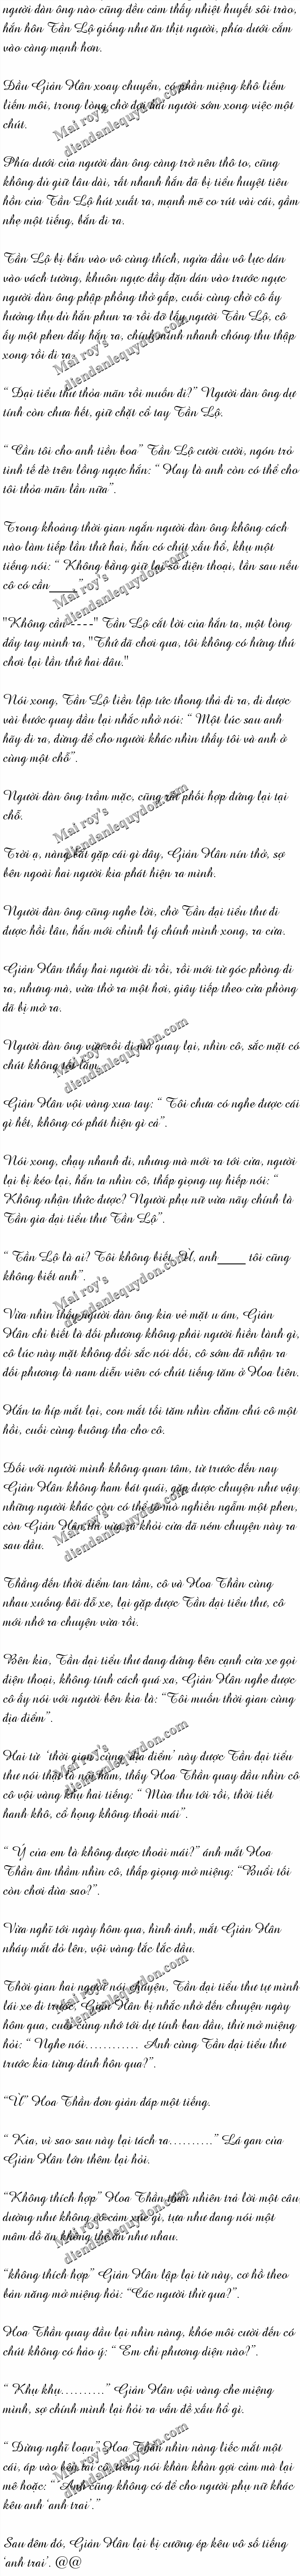 người đàn ông nào cũng đều cảm thấy nhiệt huyết sôi trào,
hắn hôn Tần Lộ giống như ăn thịt người, phía dưới cắm
vào càng mạnh hơn.
Đầu Giản Hân xoay chuyển, có phần miệng khô liếm
liếm môi, trong lòng chờ đợi hai người sớm xong việc một
chút.
Phía dưới của người đàn ông càng trở nên thô to, cũng
không đủ giữ lâu dài, rất nhanh hắn đã bị tiểu huyệt tiêu
hồn của Tần Lộ hút xuất ra, mạnh mẽ co rút vài cái, gầm
nhẹ một tiếng, bắn đi ra.
Tần Lộ bị bắn vào vô cùng thích, ngửa đầu vô lực dán
vào vách tường, khuôn ngực đầy đặn dán vào trước ngực
người đàn ông phập phồng thở gấp, cuối cùng chờ cô ấy
hưởng thụ đủ hắn phun ra rồi đỡ lấy người Tần Lộ, cô
ấy một phen đẩy hắn ra, chính mình nhanh chóng thu thập
xong rồi đi ra.
“ Đại tiểu thư thỏa mãn rồi muốn đi?” Người đàn ông dự
tính còn chưa hết, giữ chặt cổ tay Tần Lộ.
“ Cần tôi cho anh tiền boa” Tần Lộ cười cười, ngón trỏ
tinh tế đè trên lồng ngực hắn: “ Hay là anh còn có thể cho
tôi thỏa mãn lần nữa”.
Trong khoảng thời gian ngắn người đàn ông không cách
nào làm tiếp lần thứ hai, hắn có chút xấu hổ, khụ một
tiếng nói: “ Không bằng giữ lại số điện thoại, lần sau nếu
cô có cần____”
"Không cần----" Tần Lộ cắt lời của hắn ta, một lòng
đẩy tay mình ra, "Thứ đã chơi qua, tôi không có hứng thú
chơi lại lần thứ hai đâu."
Nói xong, Tần Lộ liền lập tức thong thả đi ra, đi được
vài bước quay đầu lại nhắc nhở nói: “ Một lúc sau anh
hãy đi ra, đừng để cho người khác nhìn thấy tôi và anh ở
cùng một chỗ”.
Người đàn ông trầm mặc, cũng rất phối hợp đứng lại tại
chỗ.
Trời ạ, nàng bắt gặp cái gì đây, Giản Hân nín thở, sợ
bên ngoài hai người kia phát hiện ra mình.
Người đàn ông cũng nghe lời, chờ Tần đại tiểu thư đi
được hồi lâu, hắn mới chỉnh lý chính mình xong, ra cửa.
Giản Hân thấy hai người đi rồi, rồi mới từ góc phòng đi
ra, nhưng mà, vừa thở ra một hơi, giây tiếp theo cửa phòng
đã bị mở ra.
Người đàn ông vừa rồi đi mà quay lại, nhìn cô, sắc mặt có
chút không tốt lắm.
Giản Hân vội vàng xua tay: “ Tôi chưa có nghe được cái
gì hết, không có phát hiện gì cả”.
Nói xong, chạy nhanh đi, nhưng mà mới ra tới cửa, người
lại bị kéo lại, hắn ta nhìn cô, thấp giọng uy hiếp nói: “
Không nhận thức được? Người phụ nữ vừa nãy chính là
Tần gia đại tiểu thư Tần Lộ”.
“ Tần Lộ là ai? Tôi không biết. Ừ, anh____ tôi cũng
không biết anh”.
Vừa nhìn thấy người đàn ông kia vẻ mặt u ám, Giản
Hân chỉ biết là đối phương không phải người hiền lành gì,
cô lúc này mặt không đổi sắc nói dối, cô sớm đã nhận ra
đối phương là nam diễn viên có chút tiếng tăm ở Hoa liên.
Hắn ta híp mắt lại, con mắt tối tăm nhìn chăm chú cô một
hồi, cuối cùng buông tha cho cô.
Đối với người mình không quan tâm, từ trước đến nay
Giản Hân không ham bát quái, gặp được chuyện như vậy,
những người khác còn có thể nghiền ngẫm một phen,
còn Giản Hân thì vừa ra khỏi cửa đã ném chuyện này ra
sau đầu.
Thẳng đến thời điểm tan tầm, cô và Hoa Thần cùng
nhau xuống bãi đỗ xe, lại gặp được Tần đại tiểu thư, cô
mới nhớ ra chuyện vừa rồi.
Bên kia, Tần đại tiểu thư đang đứng bên cạnh cửa xe gọi
điện thoại, không tính cách quá xa, Giản Hân nghe được
cô ấy nói với người bên kia là: “Tôi muốn thời gian cùng
địa điểm”.
Hai từ ‘thời gian’ cùng ‘địa điểm’ này được Tần đại tiểu
thư nói thật là nội hàm, thấy Hoa Thần quay đầu nhìn cô
cô vội vàng khụ hai tiếng: “ Mùa thu tới rồi, thời tiết
hanh khô, cổ họng không thoải mái”.
“ Ý của em là không được thoải mái?” ánh mắt Hoa
Thần âm thầm nhìn cô, thấp giọng mở miệng: “Buổi tối
còn chơi đùa sao?”.
Vừa nghĩ tới ngày hôm qua, hình ảnh, mắt Giản Hân
nháy mắt đỏ lên, vội vàng lắc lắc đầu.
Thời gian hai người nói chuyện, Tần đại tiểu thư tự mình
lái xe đi trước, Giản Hân bị nhắc nhở đến chuyện ngày
hôm qua, cũng cũng nhớ tới dự tính ban đầu, thử mở miệng
hỏi: “ Nghe nói………… Anh cùng Tần đại tiểu thư
trước kia từng đính hôn qua?”.
“Ừ” Hoa Thần đơn giản đáp một tiếng.
“ Kia, vì sao sau này lại tách ra……….” Lá gan của
Giản Hân lớn thêm lại hỏi.
“Không thích hợp” Hoa Thần thản nhiên trả lời một câu
dường như không có cảm xúc gì, tựa như đang nói một
mâm đồ ăn không thể ăn như nhau.
“không thích hợp” Giản Hân lặp lại từ này, cơ hồ theo
bản năng mở miệng hỏi: “Các người thử qua?”.
Hoa Thần quay đầu lại nhìn nàng, khóe môi cười đến có
chút không có hảo ý: “ Em chỉ phương diện nào?”.
“ Khụ khụ……….” Giản Hân vội vàng che miệng
mình, sợ chính mình lại hỏi ra vấn đề xấu hổ gì.
“ Đừng nghĩ loạn” Hoa Thần nhìn nàng liếc mắt một
cái, áp vào bên tai cô, tiếng nói khàn khàn gợi cảm mà lại
mê hoặc: “ Anh cũng không có để cho người phụ nữ khác
kêu anh ‘anh trai’.”
Sau đêm đó, Giản Hân lại bị cưỡng ép kêu vô số tiếng
‘anh trai’. @@
Mai roy's
diendanlequydon.com